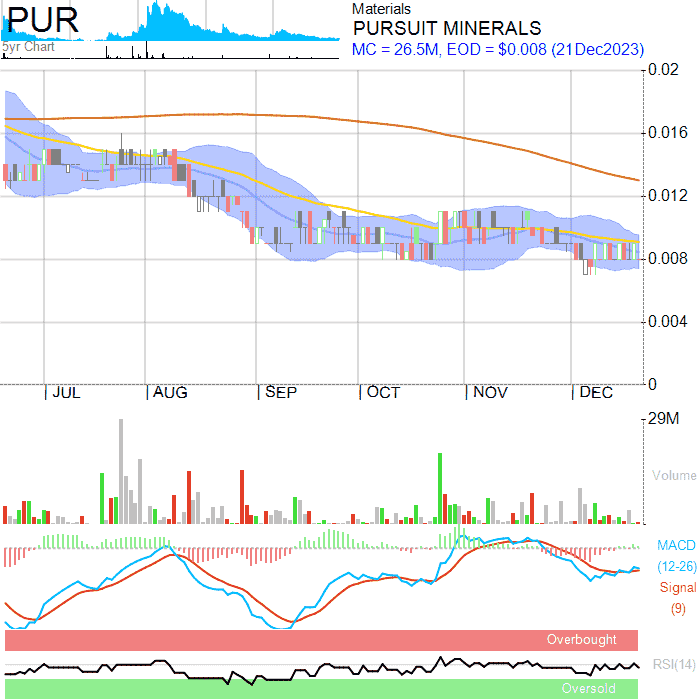 PUR
5yr Chart
Materials
PURSUIT MINERALS
MC = 26.5M, EOD = $0.008 (21Dec2023)
0.02
0.016
0.012
0.008
0.004
0
JUL AUG SEP OCT NOV DEC
29M
Volume
MACD
(12-26)
Signal
(9)
Overbought
RSI(14)
Oversold